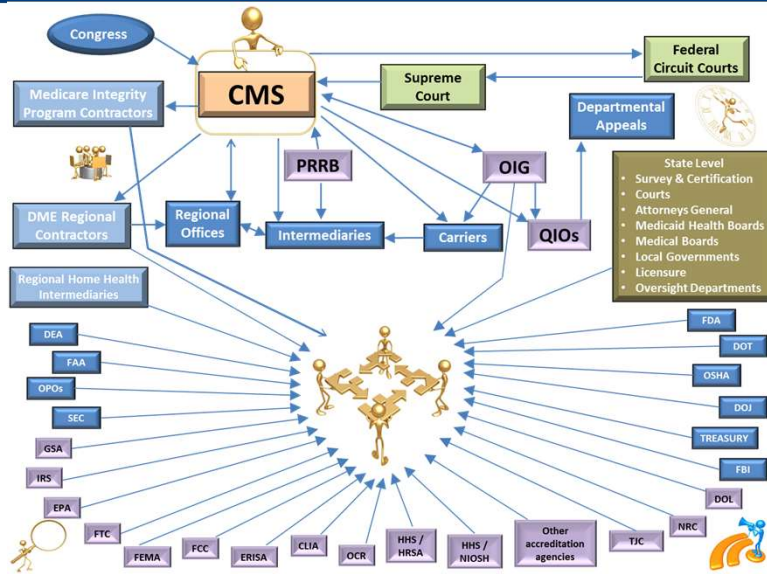 Congress
Federal
Circuit Courts
Supreme
Court
CMS
Medicare Integrity
Program Contractors
Departmental
Appeals
PRRB
OIG
State Level
• Survey & Certification
• Courts
• Attorneys General
• Medicaid Health Boards
• Medical Boards
• Local Governments
• Licensure
• Oversight Departments
DME Regional
Contractors
Regional
Offices
Intermediaries
Carriers
QIOs
Regional Home Health
Intermediaries
DEA
FAA
OPOs
SEC
GSA
IRS
EPA
FTC
FEMA
FCC
ERISA
CLIA
OCR
HHS /
HRSA
HHS /
NIOSH
Other
accreditation
agencies
TJC
NRC
DOL
FBI
TREASURY
DOJ
OSHA
DOT
FDA